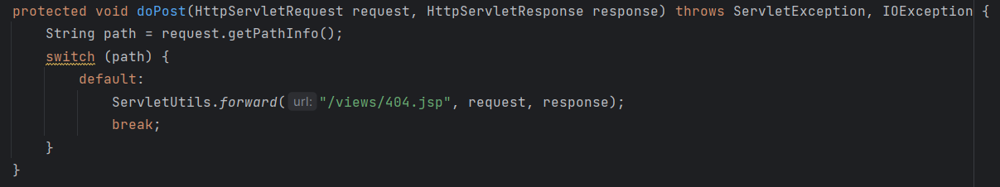 protected void doPost(HttpServletRequest request, HttpServletResponse response) throws ServletException, IOException {
    String path = request.getPathInfo();
    switch (path) {
        default:
            ServletUtils.forward( url: "/views/404.jsp", request, response);
            break;
    }
}